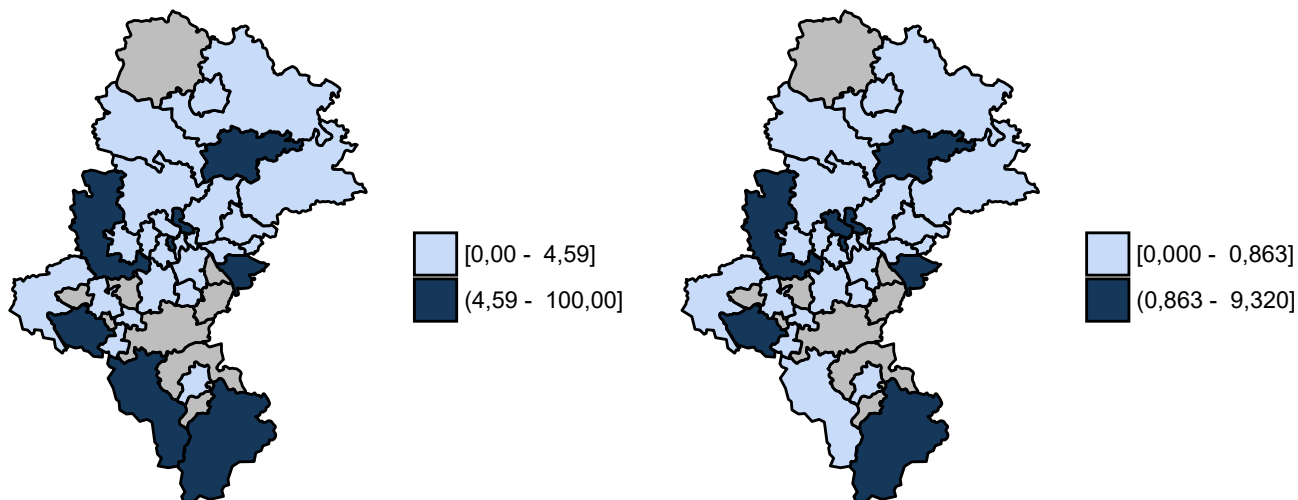 [0,00 - 4,59]
(4,59 - 100,00]
[0,000 - 0,863]
(0,863 - 9,320]